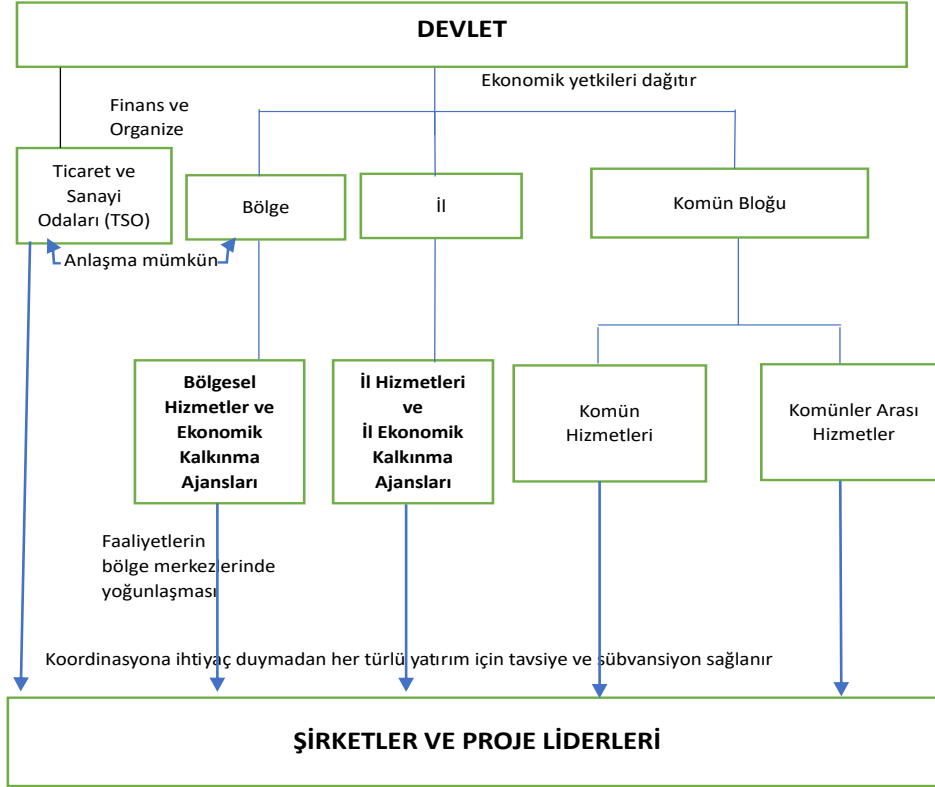 DEVLET
Ekonomik yetkileri dağıtır
Finans ve
Organize
Ticaret ve
Sanayi
Odaları (TSO)
Bölge
İl
Komün Bloğu
Anlaşma mümkün
Bölgesel
Hizmetler ve
Ekonomik
Kalkınma
Ajansları
İl Hizmetleri
ve
İl Ekonomik
Kalkınma
Ajansları
Komün
Hizmetleri
Komünler Arası
Hizmetler
Faaliyetlerin
bölge merkezlerinde
yoğunlaşması
Koordinasyona ihtiyaç duymadan her türlü yatırım için tavsiye ve sübvansiyon sağlanır
ŞİRKETLER VE PROJE LİDERLERİ